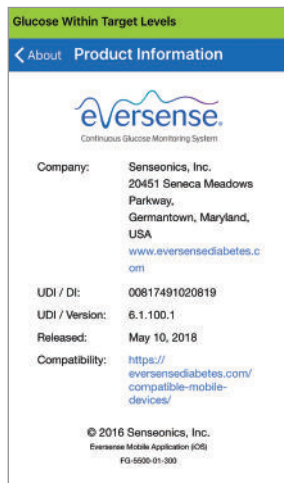 Glucose Within Target Levels
About Product Information
eversense.
Continuous Glucose Monitoring System
Company: Senseonics, Inc.
20451 Seneca Meadows
Parkway,
Germantown, Maryland,
USA
www.eversensediabetes.c
om
UDI / DI: 00817491020819
UDI / Version: 6.1.100.1
Released: May 10, 2018
Compatibility: https://
eversensediabetes.com/
compatible-mobile-
devices/
© 2016 Senseonics, Inc.
Eversense Mobile Application (iOS)
FG-5500-01-300